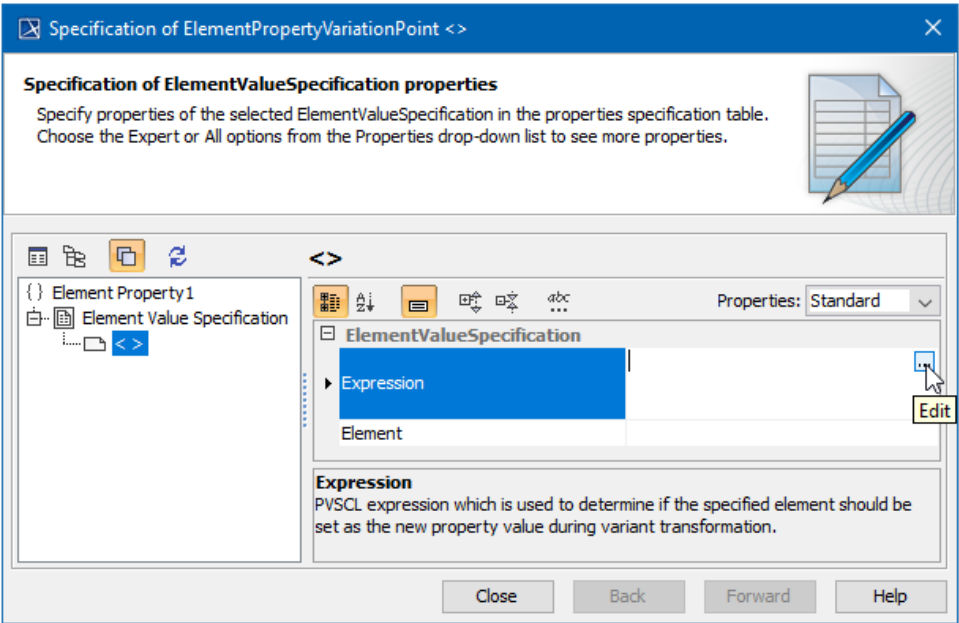 Specification of ElementPropertyVariationPoint <>
Specification of ElementValueSpecification properties
Specify properties of the selected ElementValueSpecification in the properties specification table.
Choose the Expert or All options from the Properties drop-down list to see more properties.
<>
{ } Element Property1
Element Value Specification
< >
abc
Properties: Standard
ElementValueSpecification
Expression
...
Edit
Element
Expression
PVSCL expression which is used to determine if the specified element should be
set as the new property value during variant transformation.
Close Back Forward Help